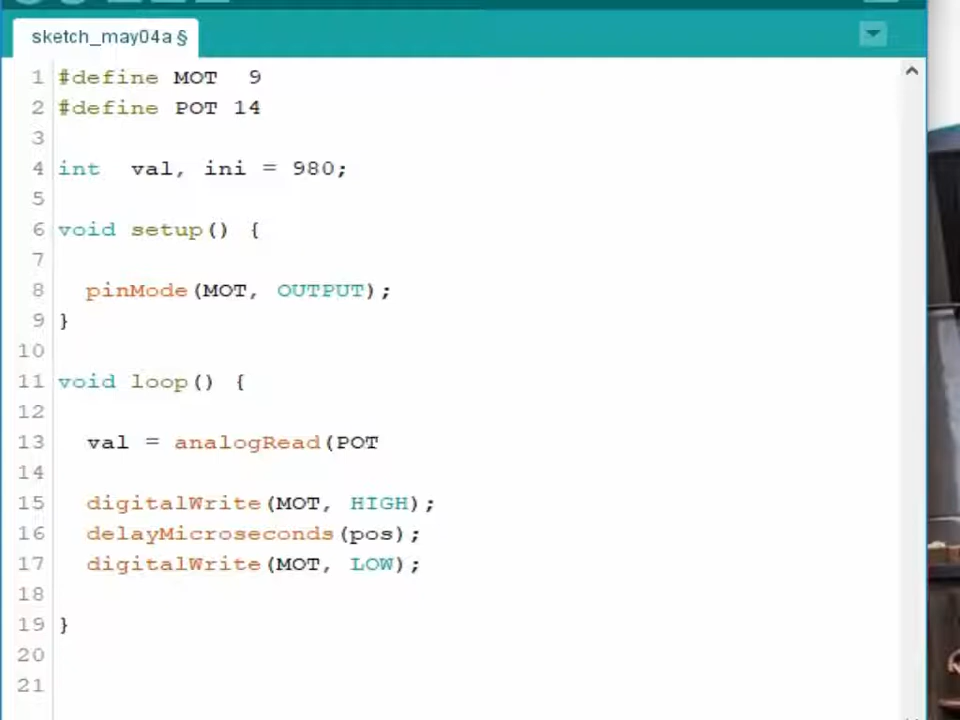 sketch_may04a §
1 #define MOT  9
2 #define POT 14
3
4 int  val, ini = 980;
5
6 void setup() {
7
8   pinMode(MOT, OUTPUT);
9 }
10
11 void loop() {
12
13   val = analogRead(POT
14
15   digitalWrite(MOT, HIGH);
16   delayMicroseconds(pos);
17   digitalWrite(MOT, LOW);
18
19 }
20
21